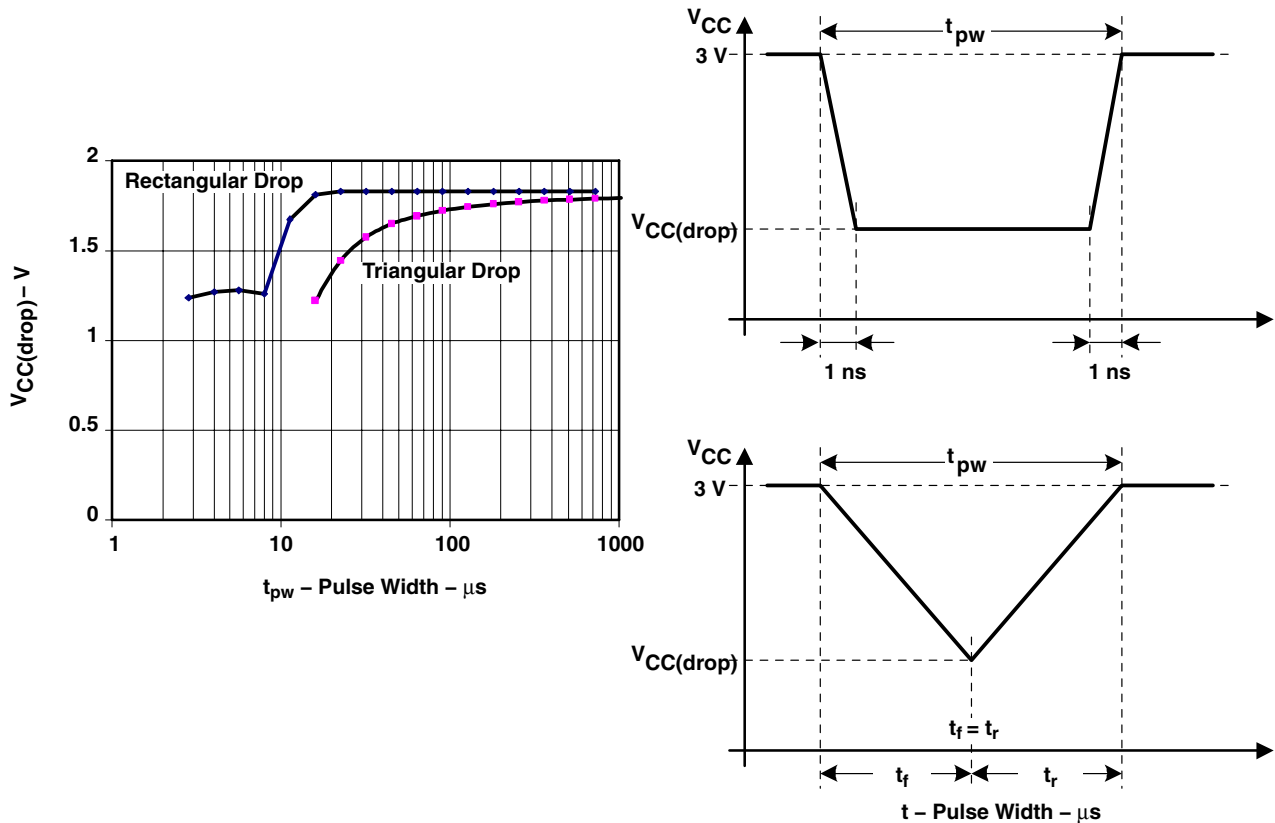 2
1.5
1
0.5
0
V CC(drop) – V
Rectangular Drop
Triangular Drop
1
10
100
1000
tpw – Pulse Width – μs
VCC
3 V
tpw
VCC(drop)
1 ns
1 ns
VCC
3 V
tpw
VCC(drop)
tf = tr
tf
tr
t – Pulse Width – μs